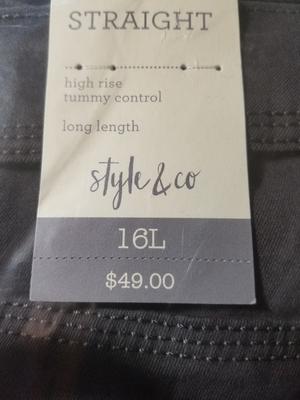 STRAIGHT
high rise
tummy control
long length
style&co
16L
$49.00